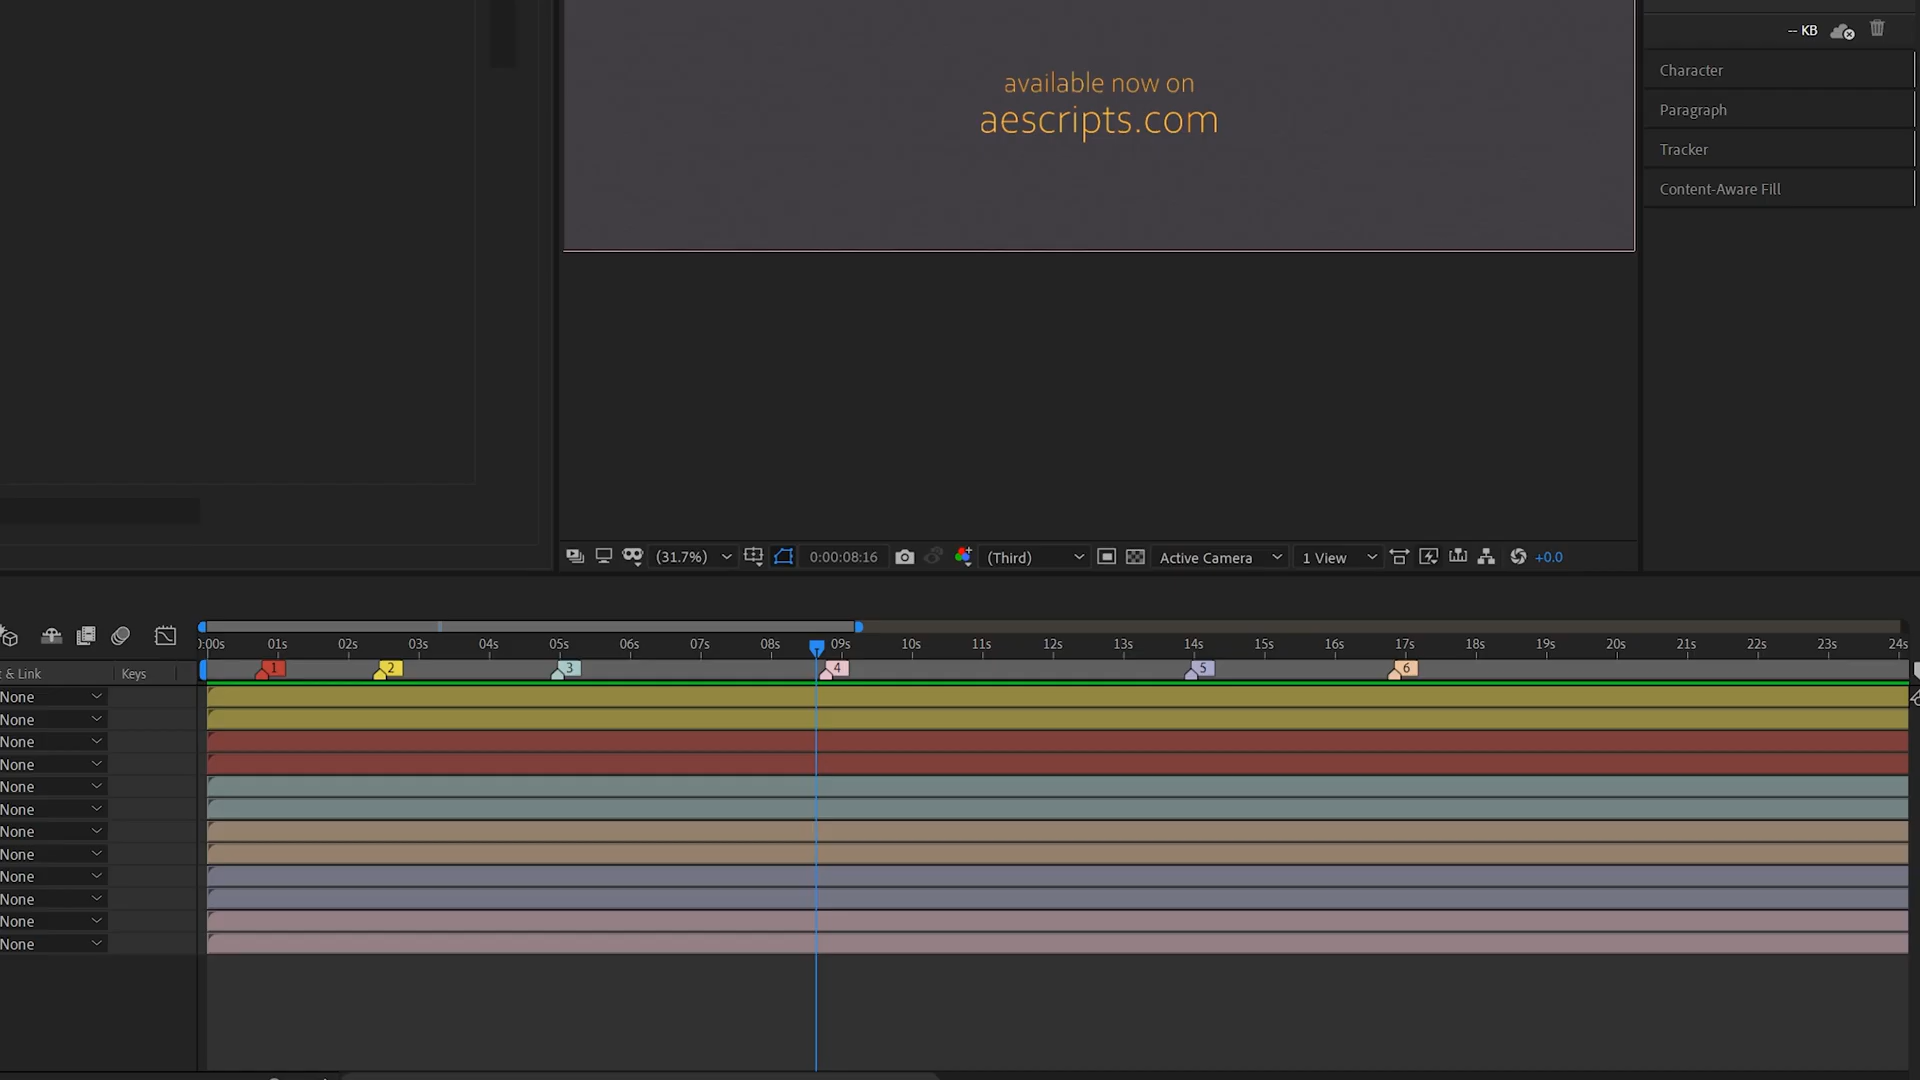 -- KB
Character
available now on
aescripts.com
Paragraph
Tracker
Content-Aware Fill
(31.7%)
0:00:08:16
(Third)
Active Camera
1 View
+0.0
:00s 01s 02s 03s 04s 05s 06s 07s 08s 09s 10s 11s 12s 13s 14s 15s 16s 17s 18s 19s 20s 21s 22s 23s 24s
1 2 3 4 5 6
t & Link Keys
None
None
None
None
None
None
None
None
None
None
None
None